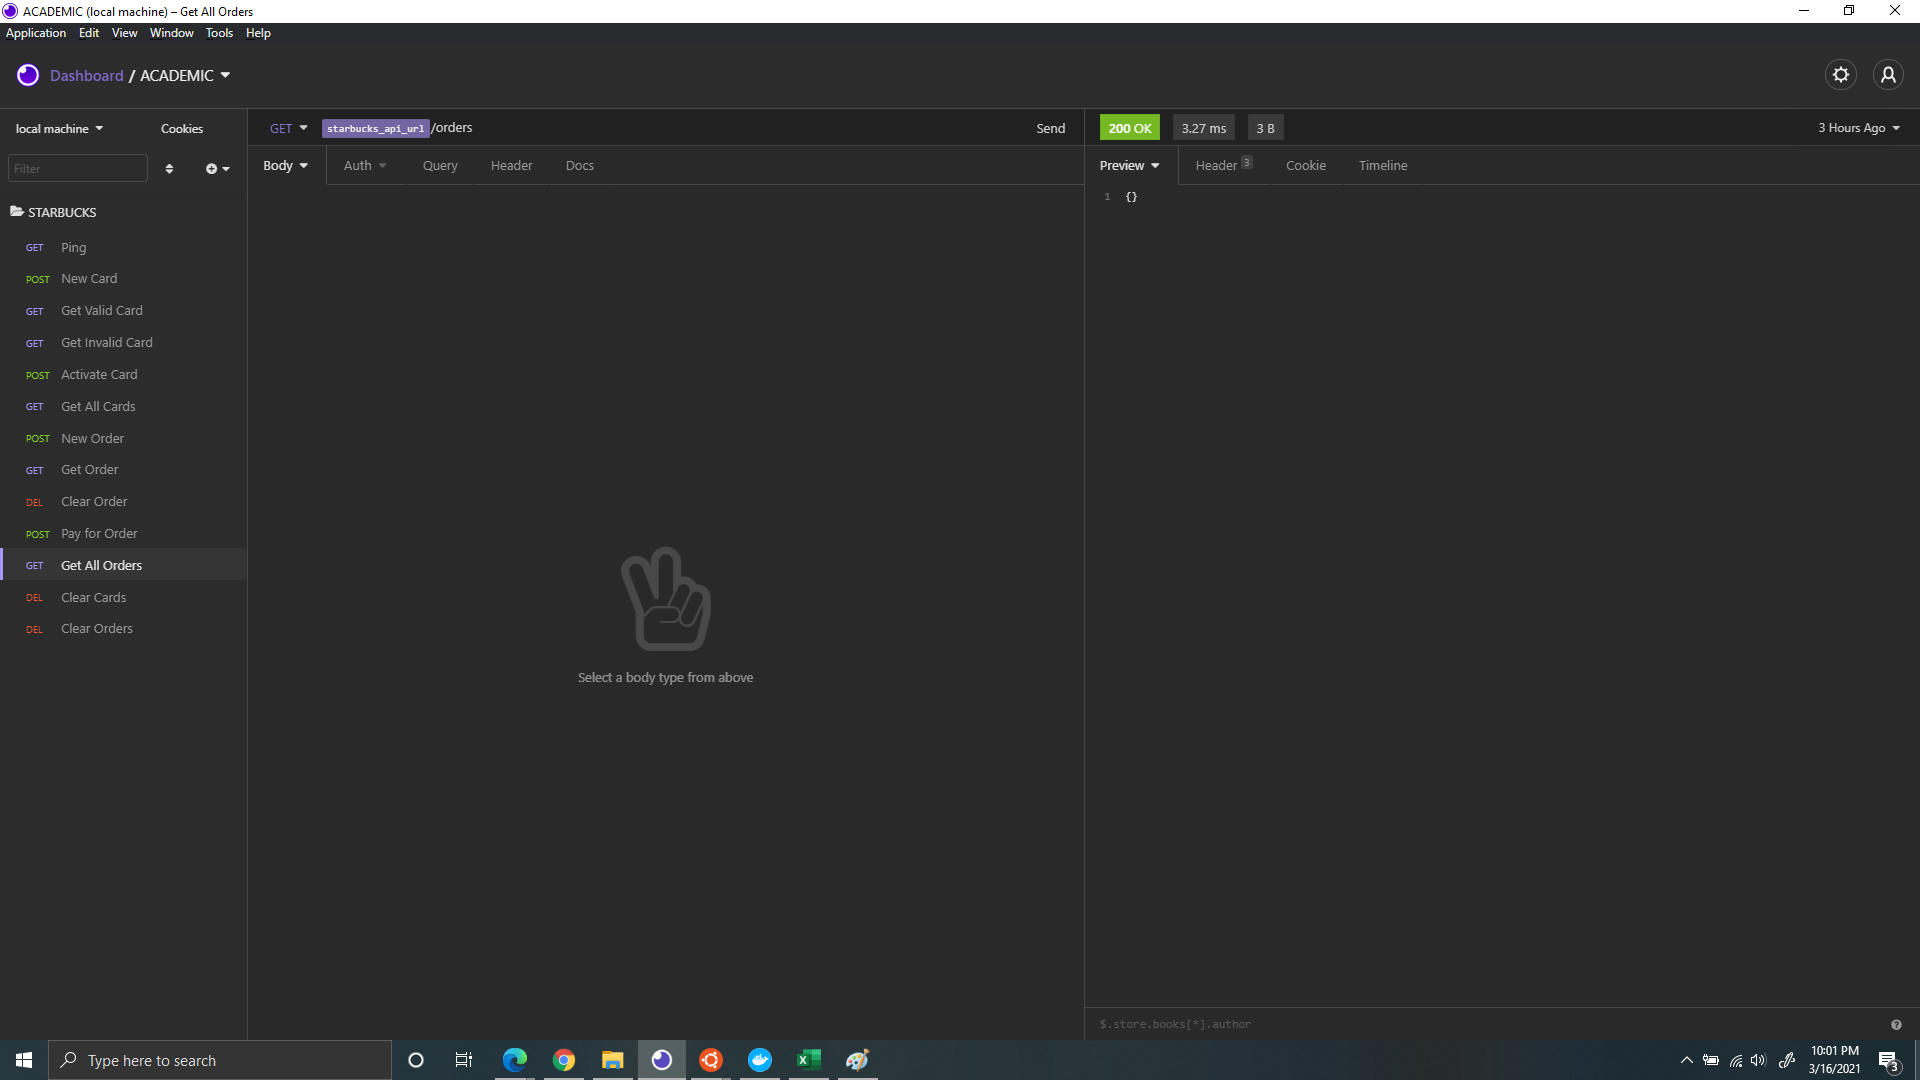 ACADEMIC (local machine) – Get All Orders
Application Edit View Window Tools Help
Dashboard / ACADEMIC
local machine Cookies
GET starbucks_api_url/orders Send
200 OK 3.27 ms 3 B 3 Hours Ago
Filter
Body Auth Query Header Docs
Preview Header 3 Cookie Timeline
1 {}
STARBUCKS
GET Ping
POST New Card
GET Get Valid Card
GET Get Invalid Card
POST Activate Card
GET Get All Cards
POST New Order
GET Get Order
DEL Clear Order
POST Pay for Order
GET Get All Orders
DEL Clear Cards
DEL Clear Orders
Select a body type from above
$.store.books[*].author
Type here to search
10:01 PM
3/16/2021
3